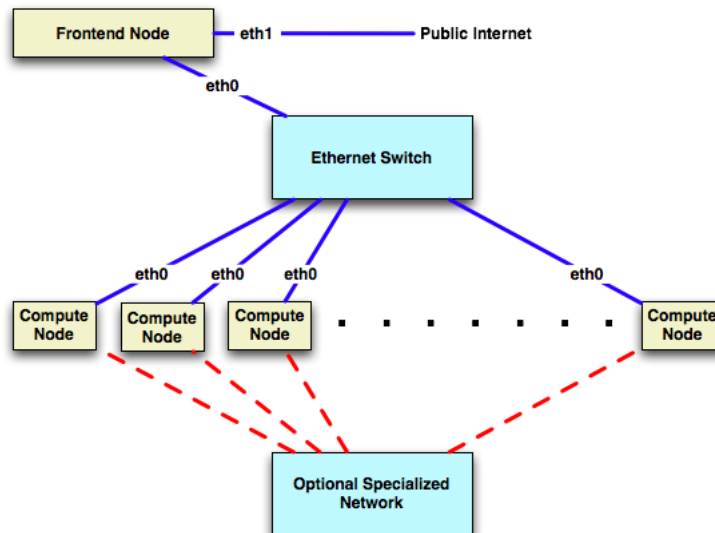 Frontend Node
eth1
Public Internet
eth0
Ethernet Switch
eth0
eth0
eth0
eth0
Compute
Node
Compute
Node
Compute
Node
Compute
Node
Optional Specialized
Network